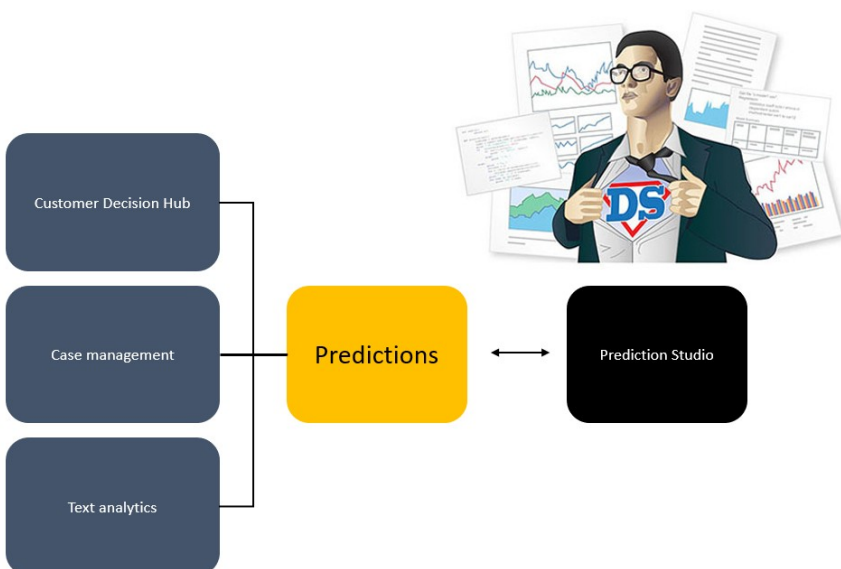 DS
Customer Decision Hub
Case management
Predictions
Prediction Studio
Text analytics